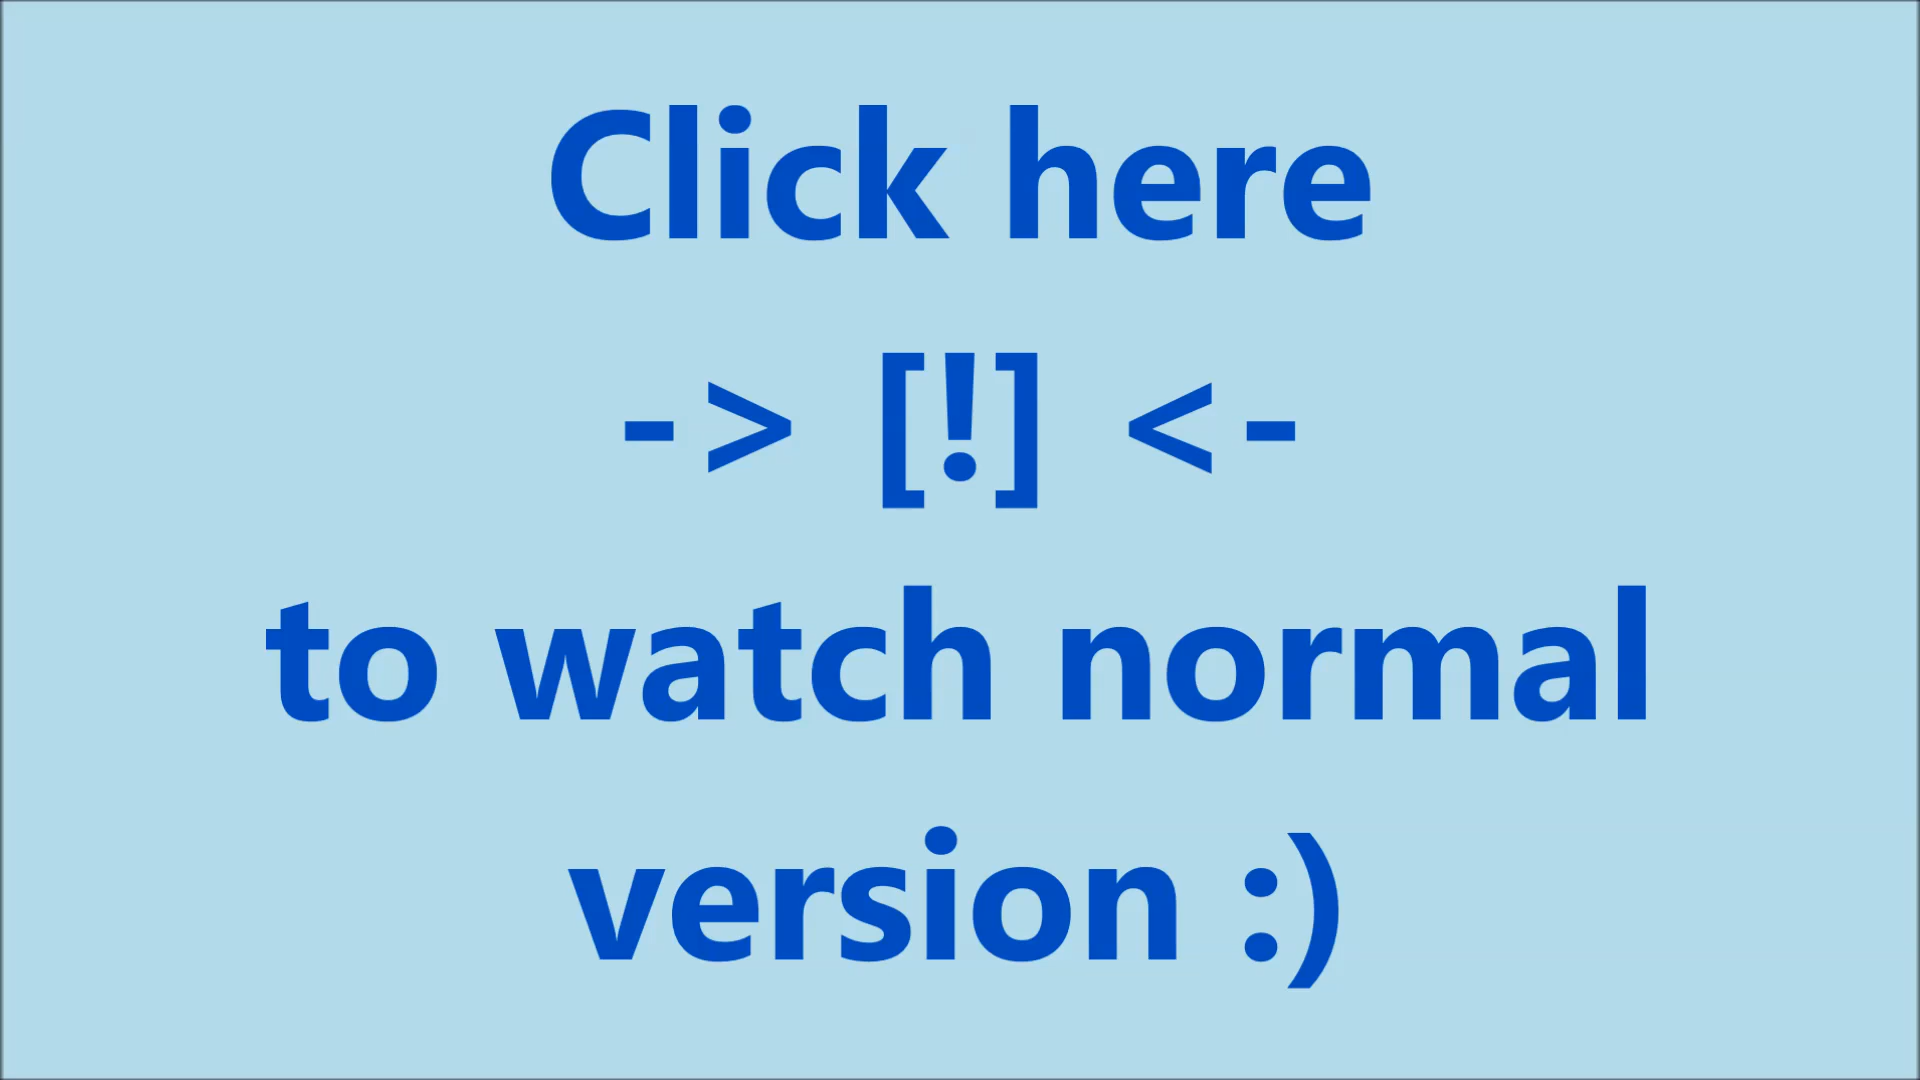 Click here
-> [!] <-
to watch normal
version :)